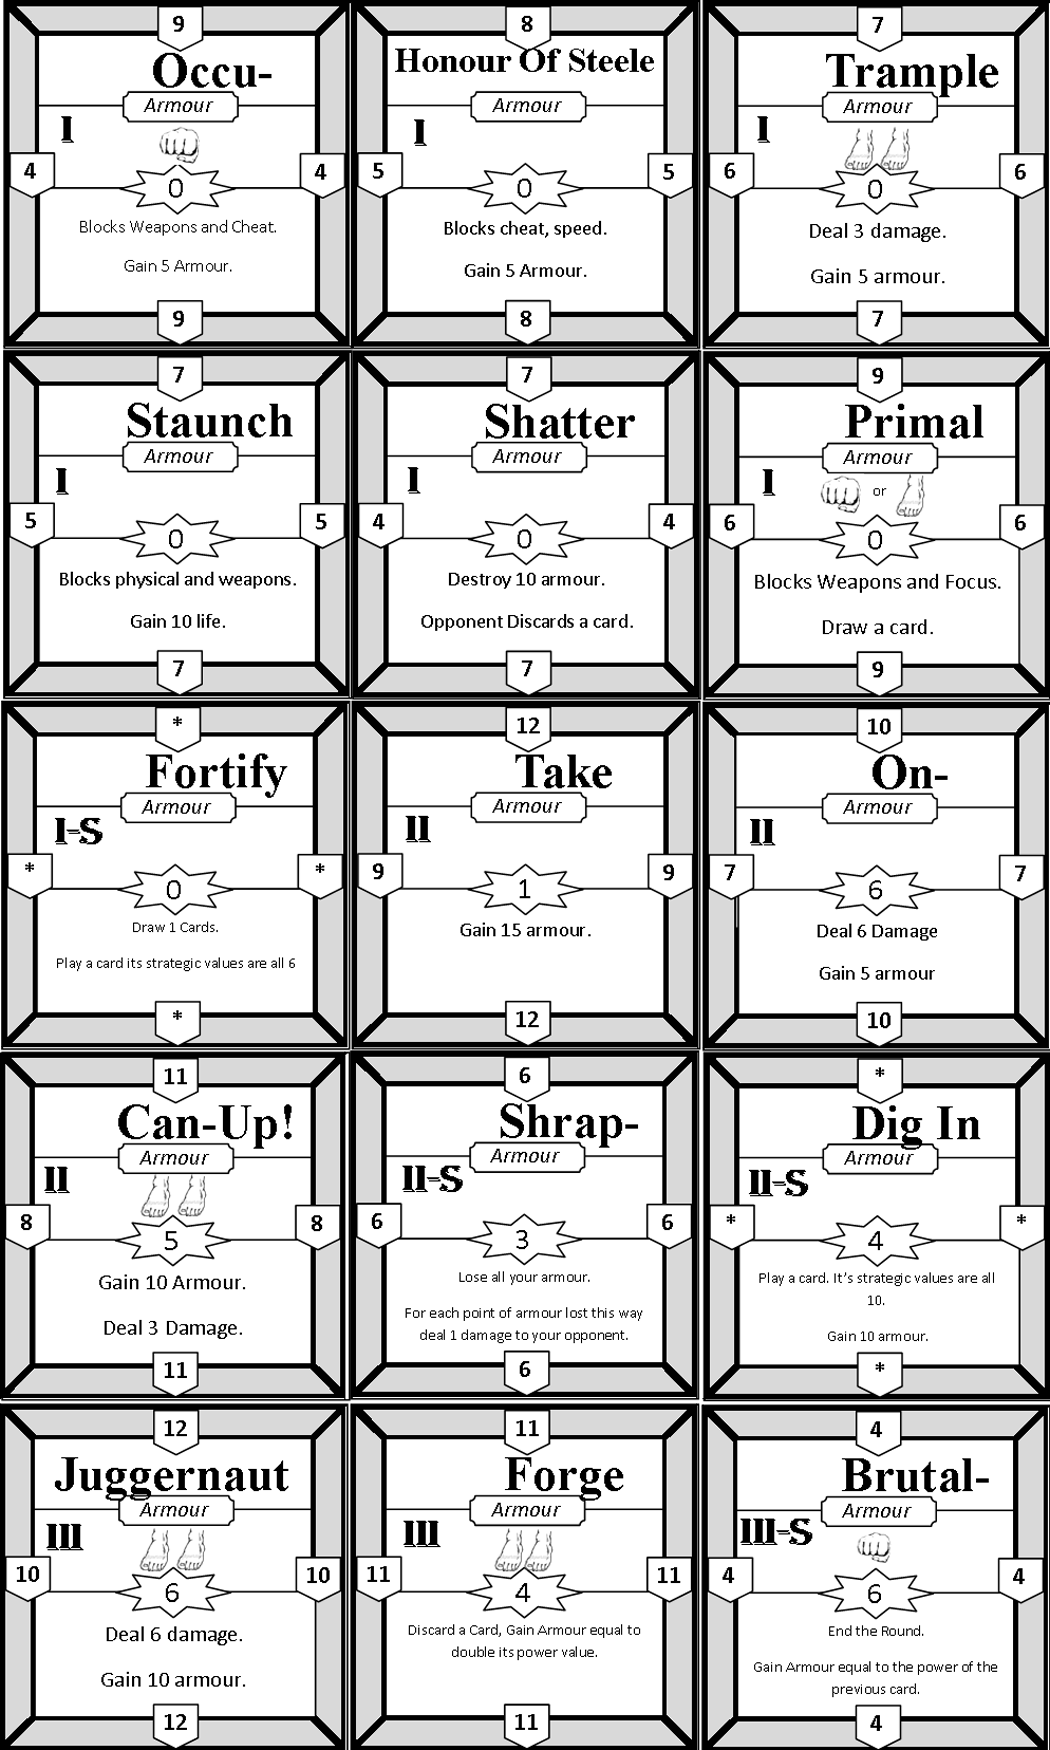 9
Occu-
Armour
I
4
0
4
Blocks Weapons and Cheat.
Gain 5 Armour.
9
8
Honour Of Steele
Armour
I
5
0
5
Blocks cheat, speed.
Gain 5 Armour.
8
7
Trample
Armour
I
6
0
6
Deal 3 damage.
Gain 5 armour.
7
7
Staunch
Armour
I
5
0
5
Blocks physical and weapons.
Gain 10 life.
7
7
Shatter
Armour
I
4
0
4
Destroy 10 armour.
Opponent Discards a card.
7
9
Primal
Armour
I
or
6
0
6
Blocks Weapons and Focus.
Draw a card.
9
*
Fortify
Armour
I-S
*
0
*
Draw 1 Cards.
Play a card its strategic values are all 6
*
12
Take
Armour
II
9
1
9
Gain 15 armour.
12
10
On-
Armour
II
7
6
7
Deal 6 Damage
Gain 5 armour
10
11
Can-Up!
Armour
II
8
5
8
Gain 10 Armour.
Deal 3 Damage.
11
6
Shrap-
Armour
II-S
6
3
6
Lose all your armour.
For each point of armour lost this way
deal 1 damage to your opponent.
6
*
Dig In
Armour
II-S
*
4
*
Play a card. It's strategic values are all
10.
Gain 10 armour.
*
12
Juggernaut
Armour
III
10
6
10
Deal 6 damage.
Gain 10 armour.
12
11
Forge
Armour
III
11
4
11
Discard a Card, Gain Armour equal to
double its power value.
11
4
Brutal-
Armour
III-S
4
6
4
End the Round.
Gain Armour equal to the power of the
previous card.
4